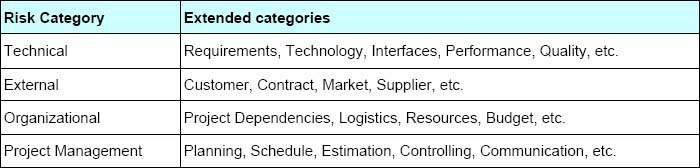 Risk Category Extended categories
Technical Requirements, Technology, Interfaces, Performance, Quality, etc.
External Customer, Contract, Market, Supplier, etc.
Organizational Project Dependencies, Logistics, Resources, Budget, etc.
Project Management Planning, Schedule, Estimation, Controlling, Communication, etc.